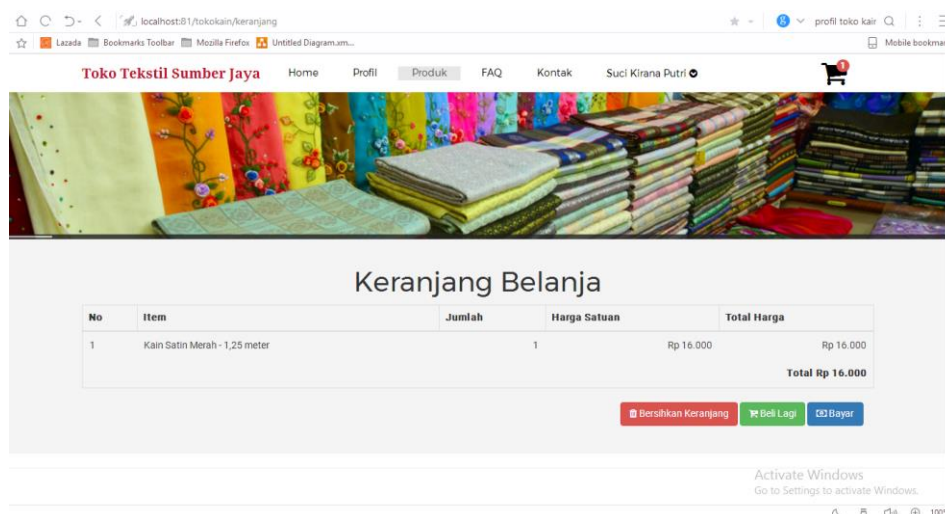 localhost:81/tokokain/keranjang
8 profil toko kair
Lazada Bookmarks Toolbar Mozilla Firefox Untitled Diagram.xm... Mobile bookmar
Toko Tekstil Sumber Jaya Home Profil Produk FAQ Kontak Suci Kirana Putri 1
Keranjang Belanja
No Item Jumlah Harga Satuan Total Harga
1 Kain Satin Merah - 1,25 meter 1 Rp 16.000 Rp 16.000
Total Rp 16.000
Bersihkan Keranjang Beli Lagi Bayar
Activate Windows
Go to Settings to activate Windows.